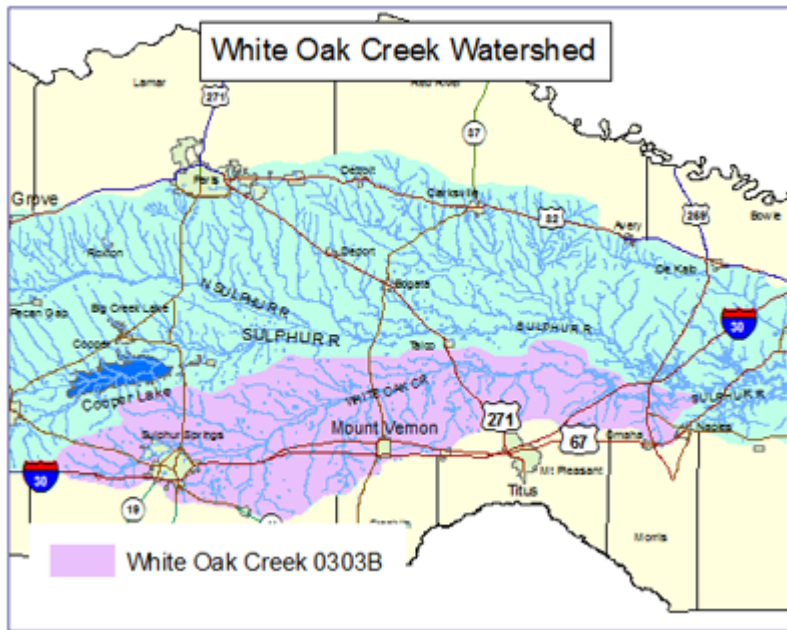 White Oak Creek Watershed
Lamar
271
Red River
37
Paris
Detroit
Grove
Clarksville
82
Avery
269
Bowie
Roxton
Deport
De Kalb
Bogata
N SULPHUR R
Pecan Gap
Big Creek Lake
SULPHUR R
SULPHUR R
30
Cooper
Talco
Cooper Lake
WHITE OAK CR
SULPHUR R
271
Mount Vernon
67
Omaha
Naples
Sulphur Springs
30
Mt Pleasant
Titus
19
Franklin
Morris
White Oak Creek 0303B